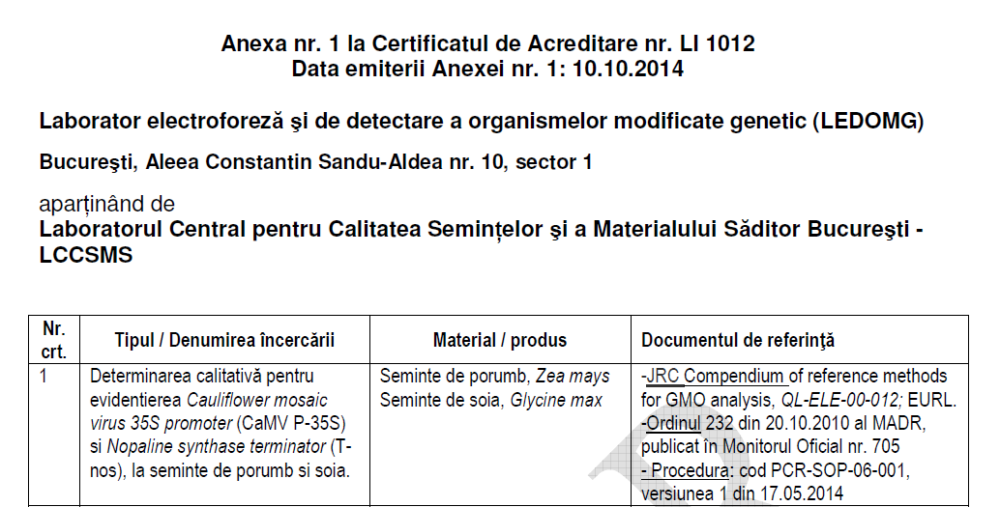 Anexa nr. 1 la Certificatul de Acreditare nr. LI 1012
Data emiterii Anexei nr. 1: 10.10.2014
Laborator electroforeză şi de detectare a organismelor modificate genetic (LEDOMG)
Bucureşti, Aleea Constantin Sandu-Aldea nr. 10, sector 1
aparținând de
Laboratorul Central pentru Calitatea Semințelor şi a Materialului Săditor Bucureşti -
LCCSMS
Nr.
crt.
Tipul / Denumirea încercării
Material / produs
Documentul de referinţă
1
Determinarea calitativă pentru
evidentierea Cauliflower mosaic
virus 35S promoter (CaMV P-35S)
si Nopaline synthase terminator (T-
nos), la seminte de porumb si soia.
Seminte de porumb, Zea mays
Seminte de soia, Glycine max
-JRC Compendium of reference methods
for GMO analysis, QL-ELE-00-012; EURL.
-Ordinul 232 din 20.10.2010 al MADR,
publicat în Monitorul Oficial nr. 705
- Procedura: cod PCR-SOP-06-001,
versiunea 1 din 17.05.2014